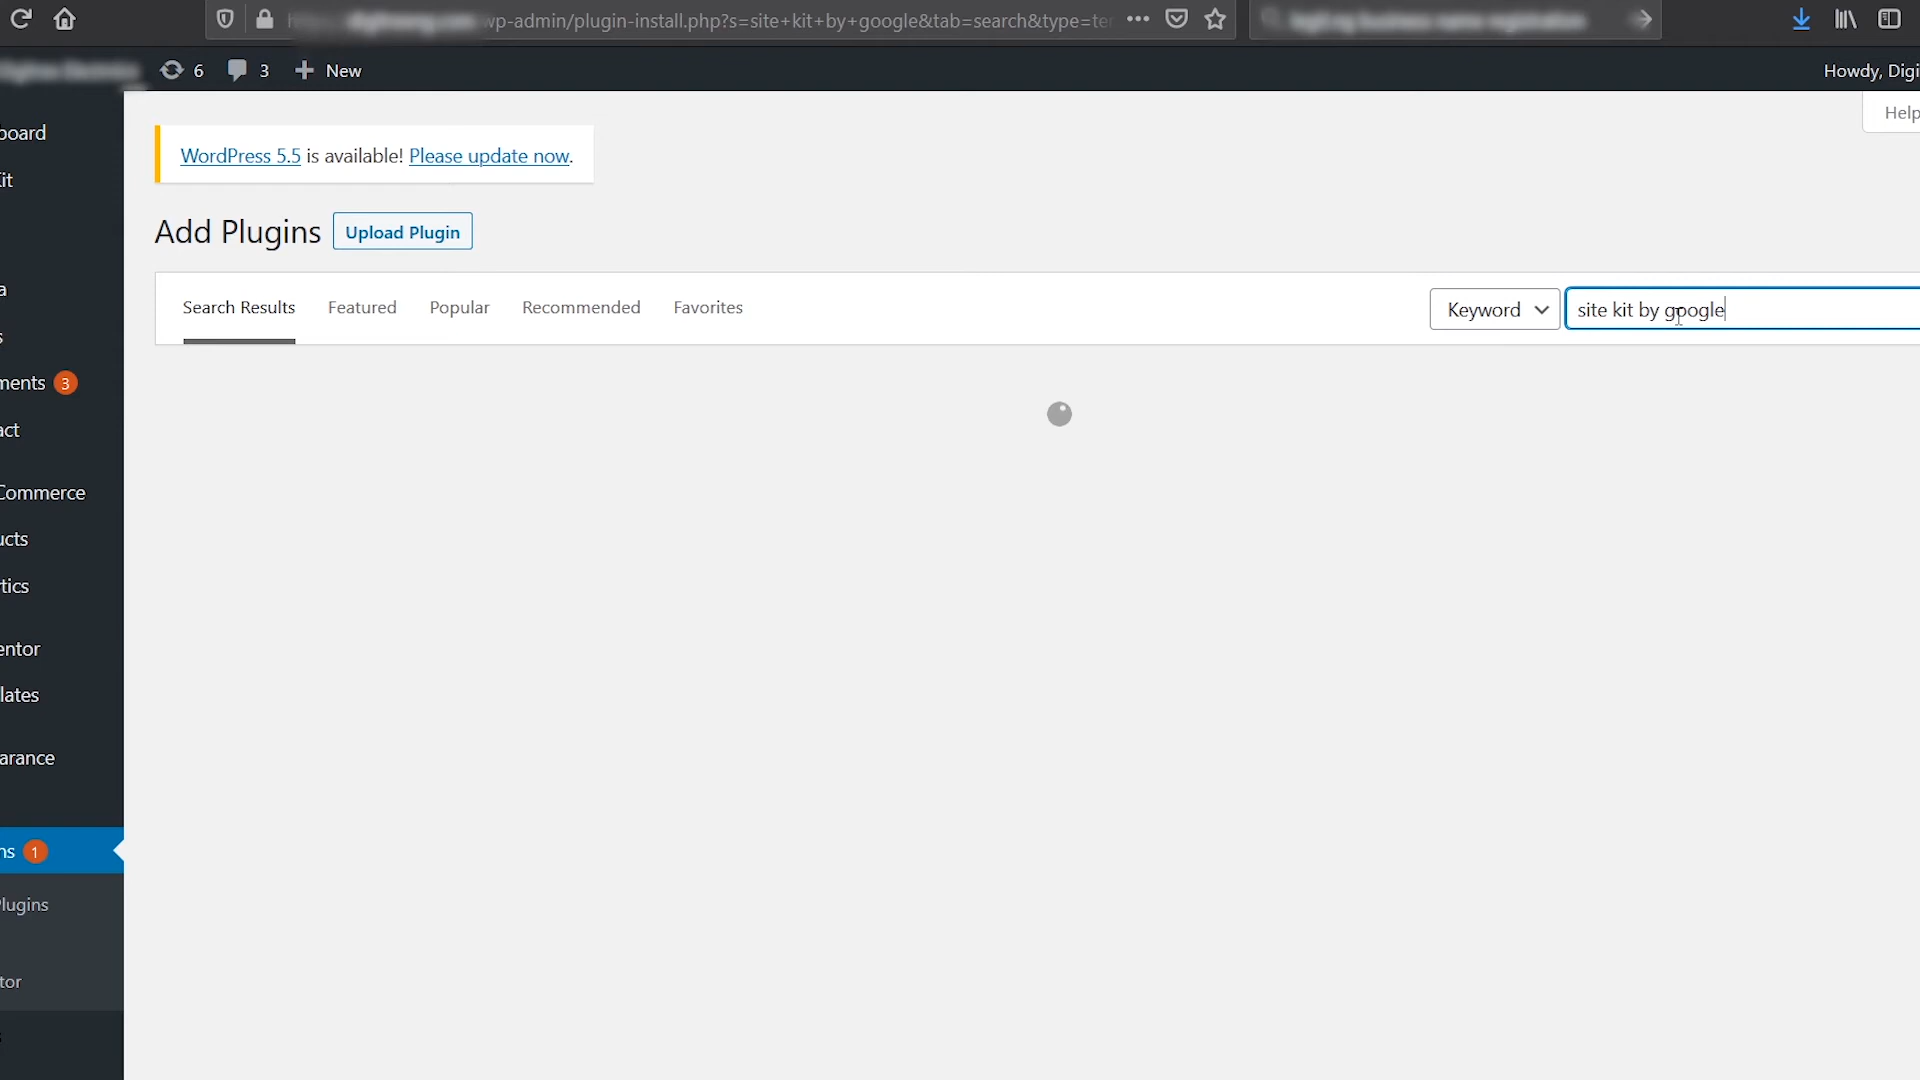 wp-admin/plugin-install.php?s=site+kit+by+google&tab=search&type=ter
6 3 New Howdy, Digi
Help
WordPress 5.5 is available! Please update now.
Add Plugins Upload Plugin
Search Results Featured Popular Recommended Favorites Keyword site kit by google
board
it
a
s
ments 3
act
Commerce
ucts
tics
entor
lates
arance
ns 1
lugins
tor